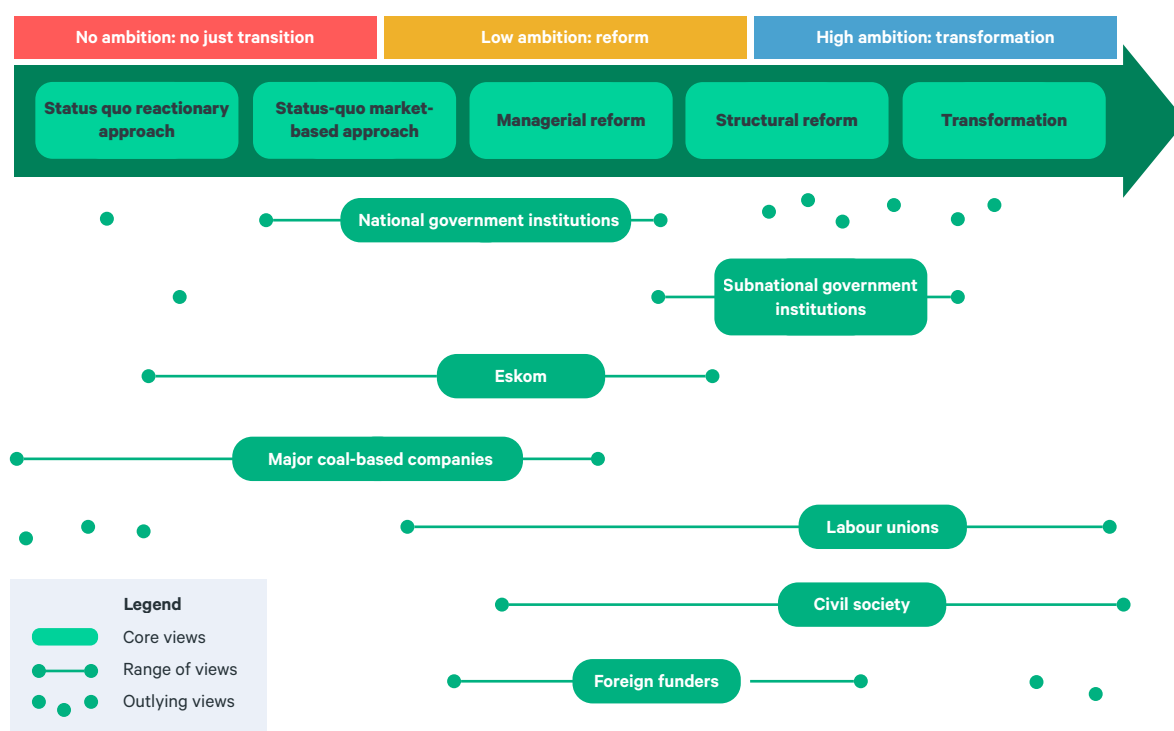 No ambition: no just transition
Low ambition: reform
High ambition: transformation
Status quo reactionary
approach
Status-quo market-
based approach
Managerial reform
Structural reform
Transformation
National government institutions
Subnational government
institutions
Eskom
Major coal-based companies
Labour unions
Civil society
Foreign funders
Legend
Core views
Range of views
Outlying views